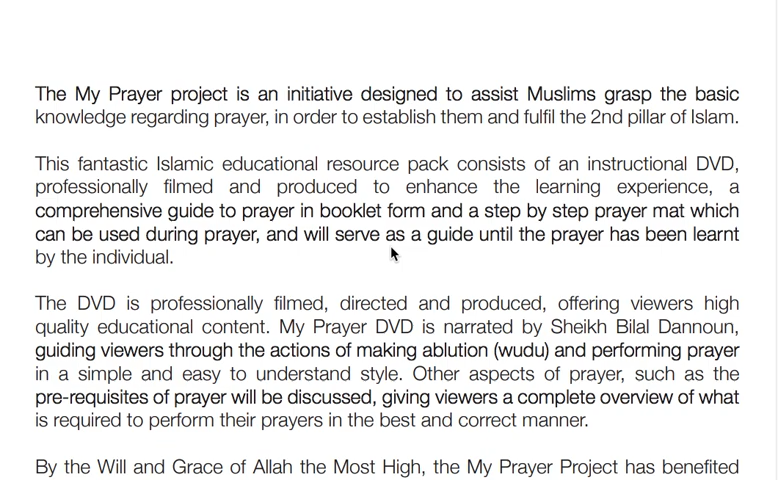 The My Prayer project is an initiative designed to assist Muslims grasp the basic
knowledge regarding prayer, in order to establish them and fulfil the 2nd pillar of Islam.
This fantastic Islamic educational resource pack consists of an instructional DVD,
professionally filmed and produced to enhance the learning experience, a
comprehensive guide to prayer in booklet form and a step by step prayer mat which
can be used during prayer, and will serve as a guide until the prayer has been learnt
by the individual.
The DVD is professionally filmed, directed and produced, offering viewers high
quality educational content. My Prayer DVD is narrated by Sheikh Bilal Dannoun,
guiding viewers through the actions of making ablution (wudu) and performing prayer
in a simple and easy to understand style. Other aspects of prayer, such as the
pre-requisites of prayer will be discussed, giving viewers a complete overview of what
is required to perform their prayers in the best and correct manner.
By the Will and Grace of Allah the Most High, the My Prayer Project has benefited